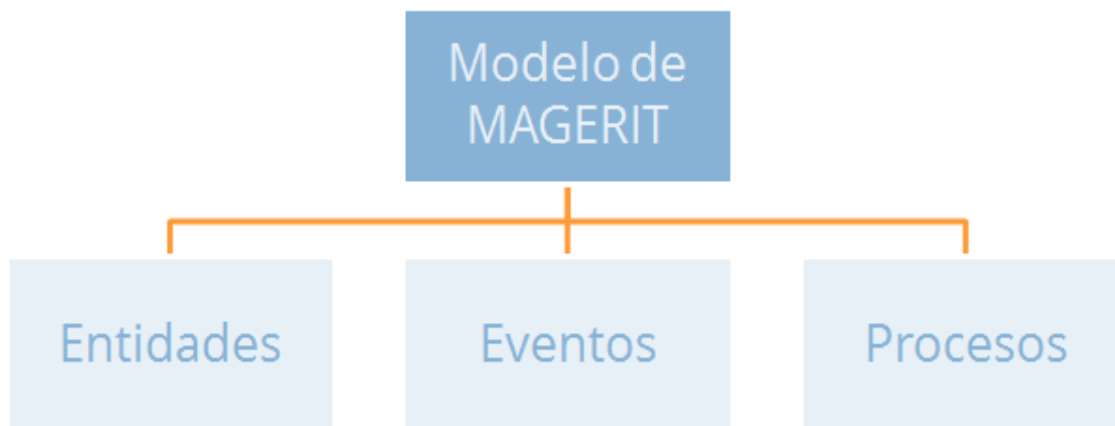 Modelo de
MAGERIT
Entidades
Eventos
Procesos